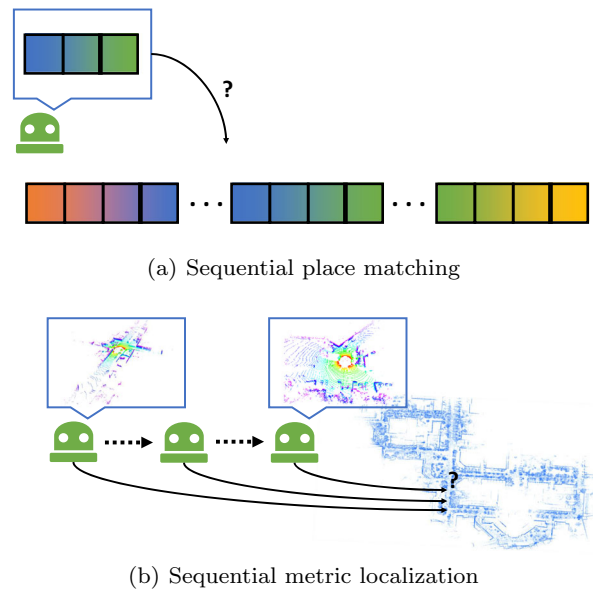 ?
(a) Sequential place matching
?
(b) Sequential metric localization